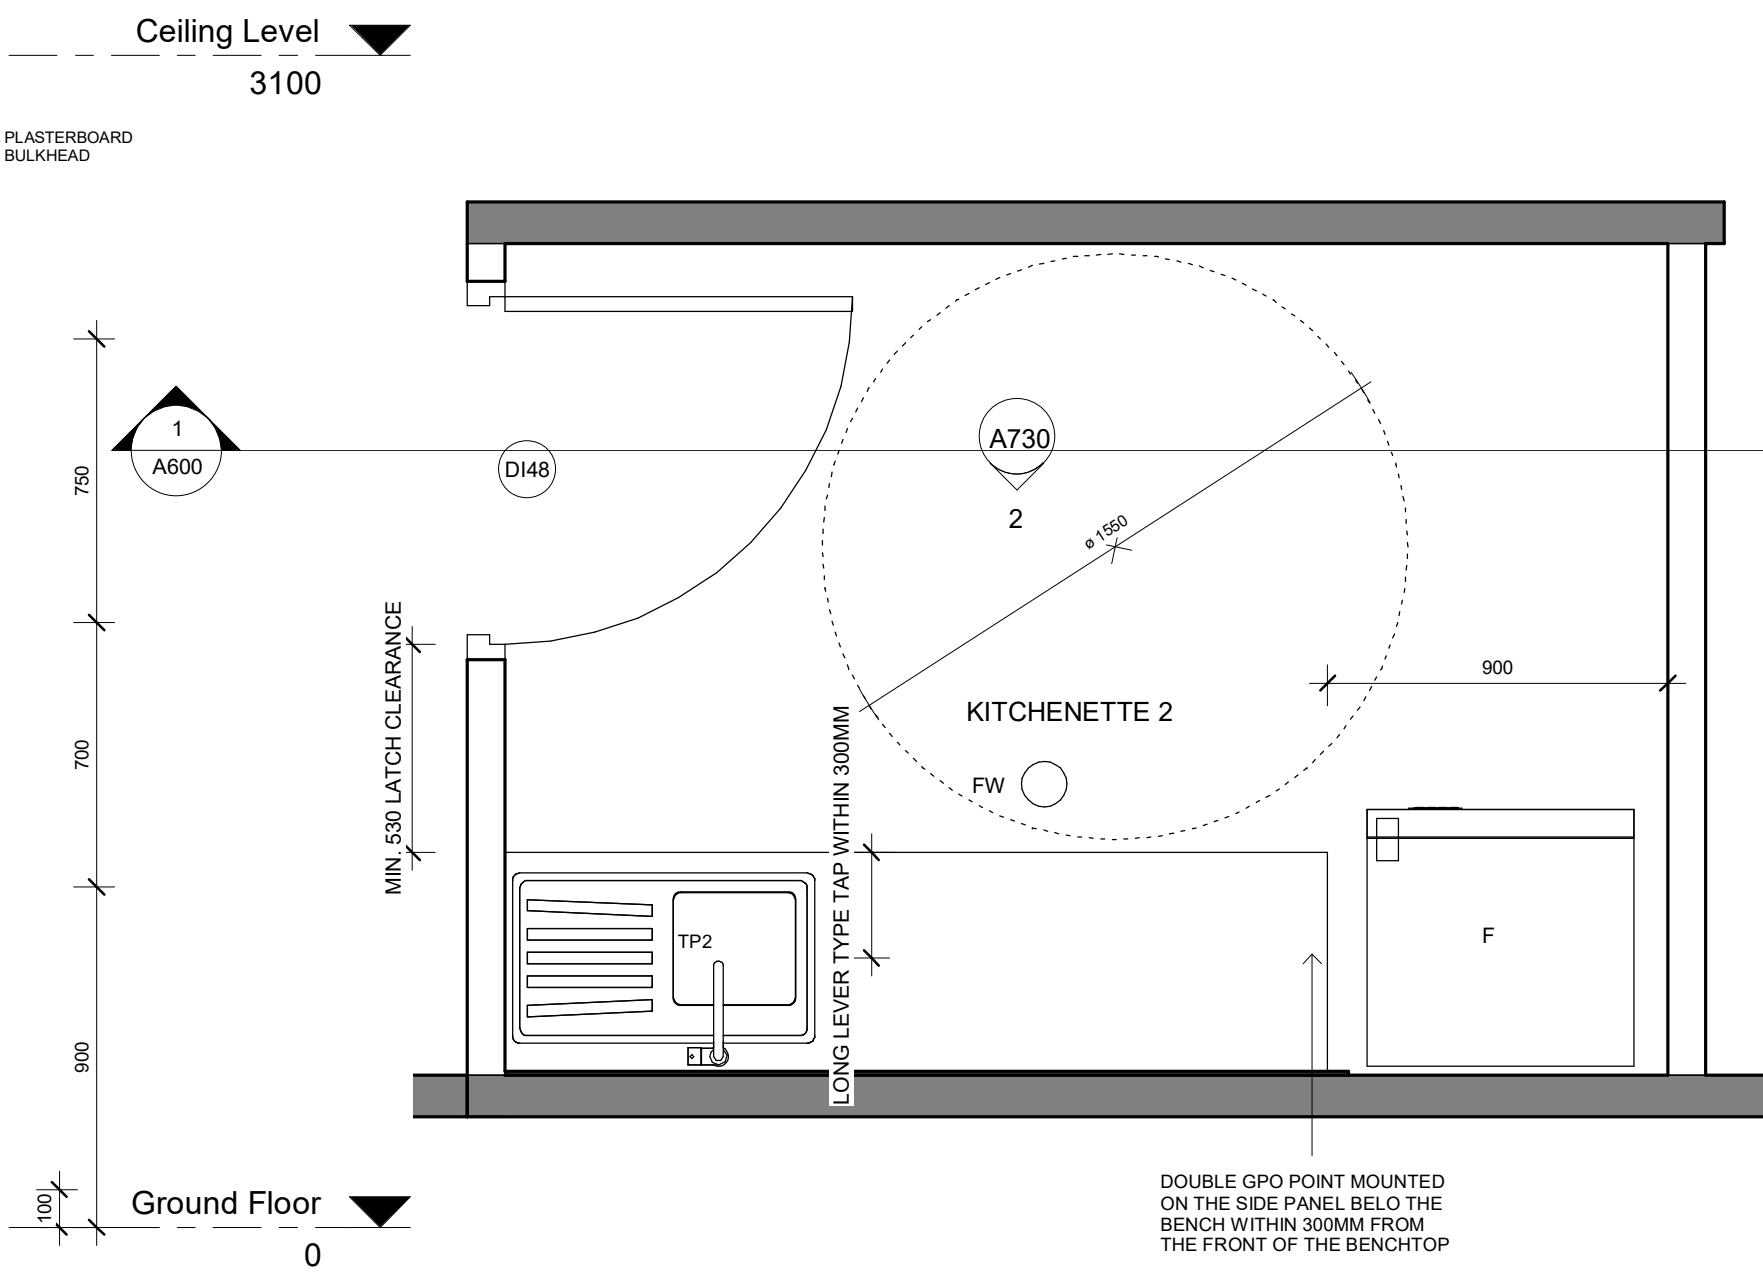 Ceiling Level
3100
PLASTERBOARD
BULKHEAD
1
A600
DI48
A730
2
ø 1550
750
MIN. 530 LATCH CLEARANCE
900
KITCHENETTE 2
700
LONG LEVER TYPE TAP WITHIN 300MM
FW
TP2
F
900
DOUBLE GPO POINT MOUNTED
ON THE SIDE PANEL BELO THE
BENCH WITHIN 300MM FROM
THE FRONT OF THE BENCHTOP
100
Ground Floor
0